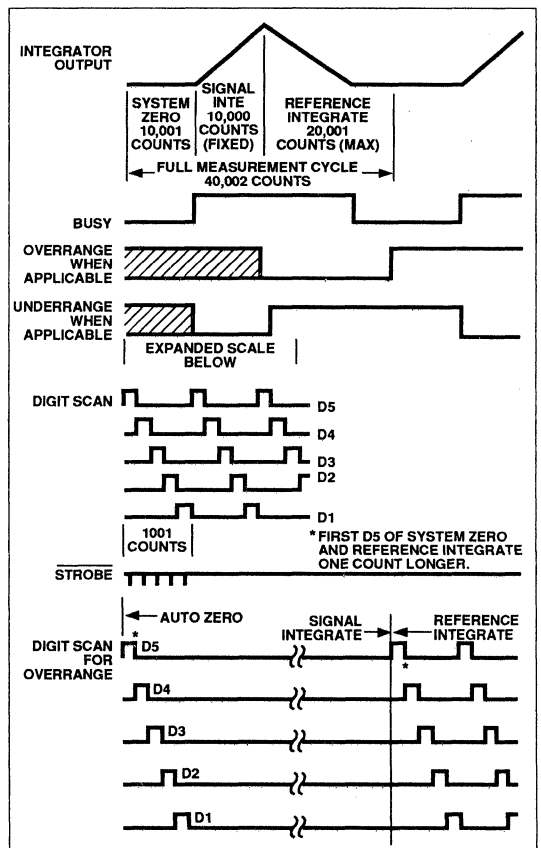 INTEGRATOR
OUTPUT
SYSTEM
ZERO
10,001
COUNTS
SIGNAL
INTE
10,000
COUNTS
(FIXED)
REFERENCE
INTEGRATE
20,001
COUNTS (MAX)
FULL MEASUREMENT CYCLE
40,002 COUNTS
BUSY
OVERRANGE
WHEN
APPLICABLE
UNDERRANGE
WHEN
APPLICABLE
EXPANDED SCALE
BELOW
DIGIT SCAN
D5
D4
D3
D2
D1
1001
COUNTS
* FIRST D5 OF SYSTEM ZERO
AND REFERENCE INTEGRATE
ONE COUNT LONGER.
STROBE
AUTO ZERO
SIGNAL
INTEGRATE
REFERENCE
INTEGRATE
DIGIT SCAN
FOR
OVERRANGE
* D5
*
D4
D3
D2
D1